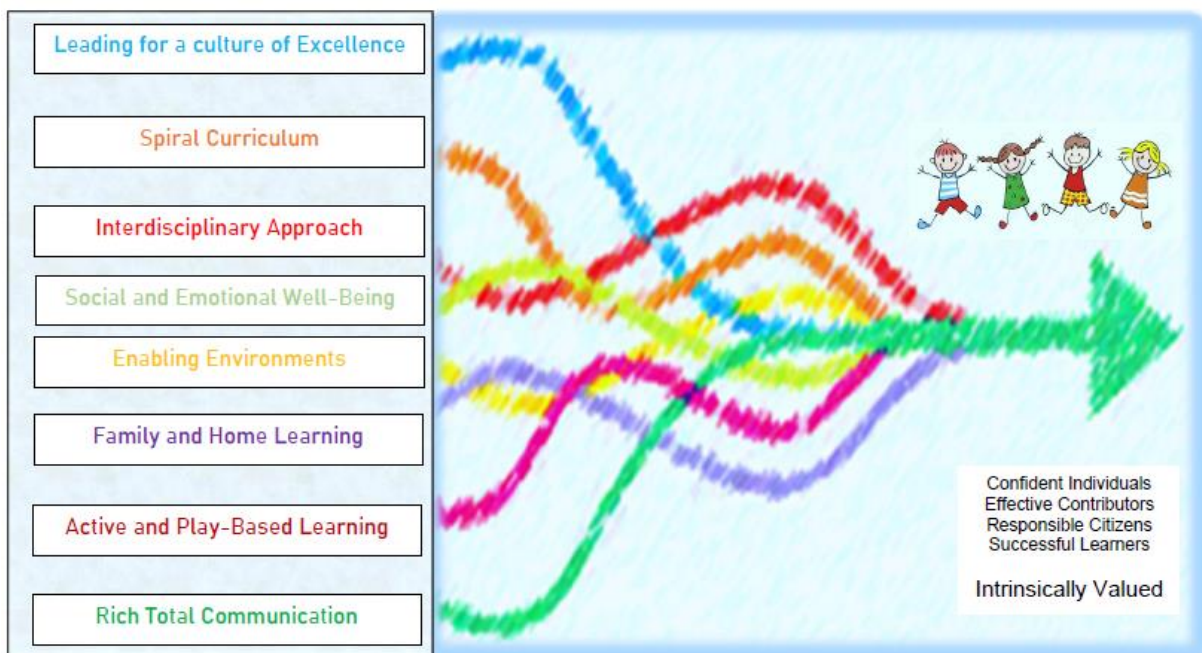 Leading for a culture of Excellence
Spiral Curriculum
Interdisciplinary Approach
Social and Emotional Well-Being
Enabling Environments
Family and Home Learning
Active and Play-Based Learning
Rich Total Communication
Confident Individuals
Effective Contributors
Responsible Citizens
Successful Learners
Intrinsically Valued